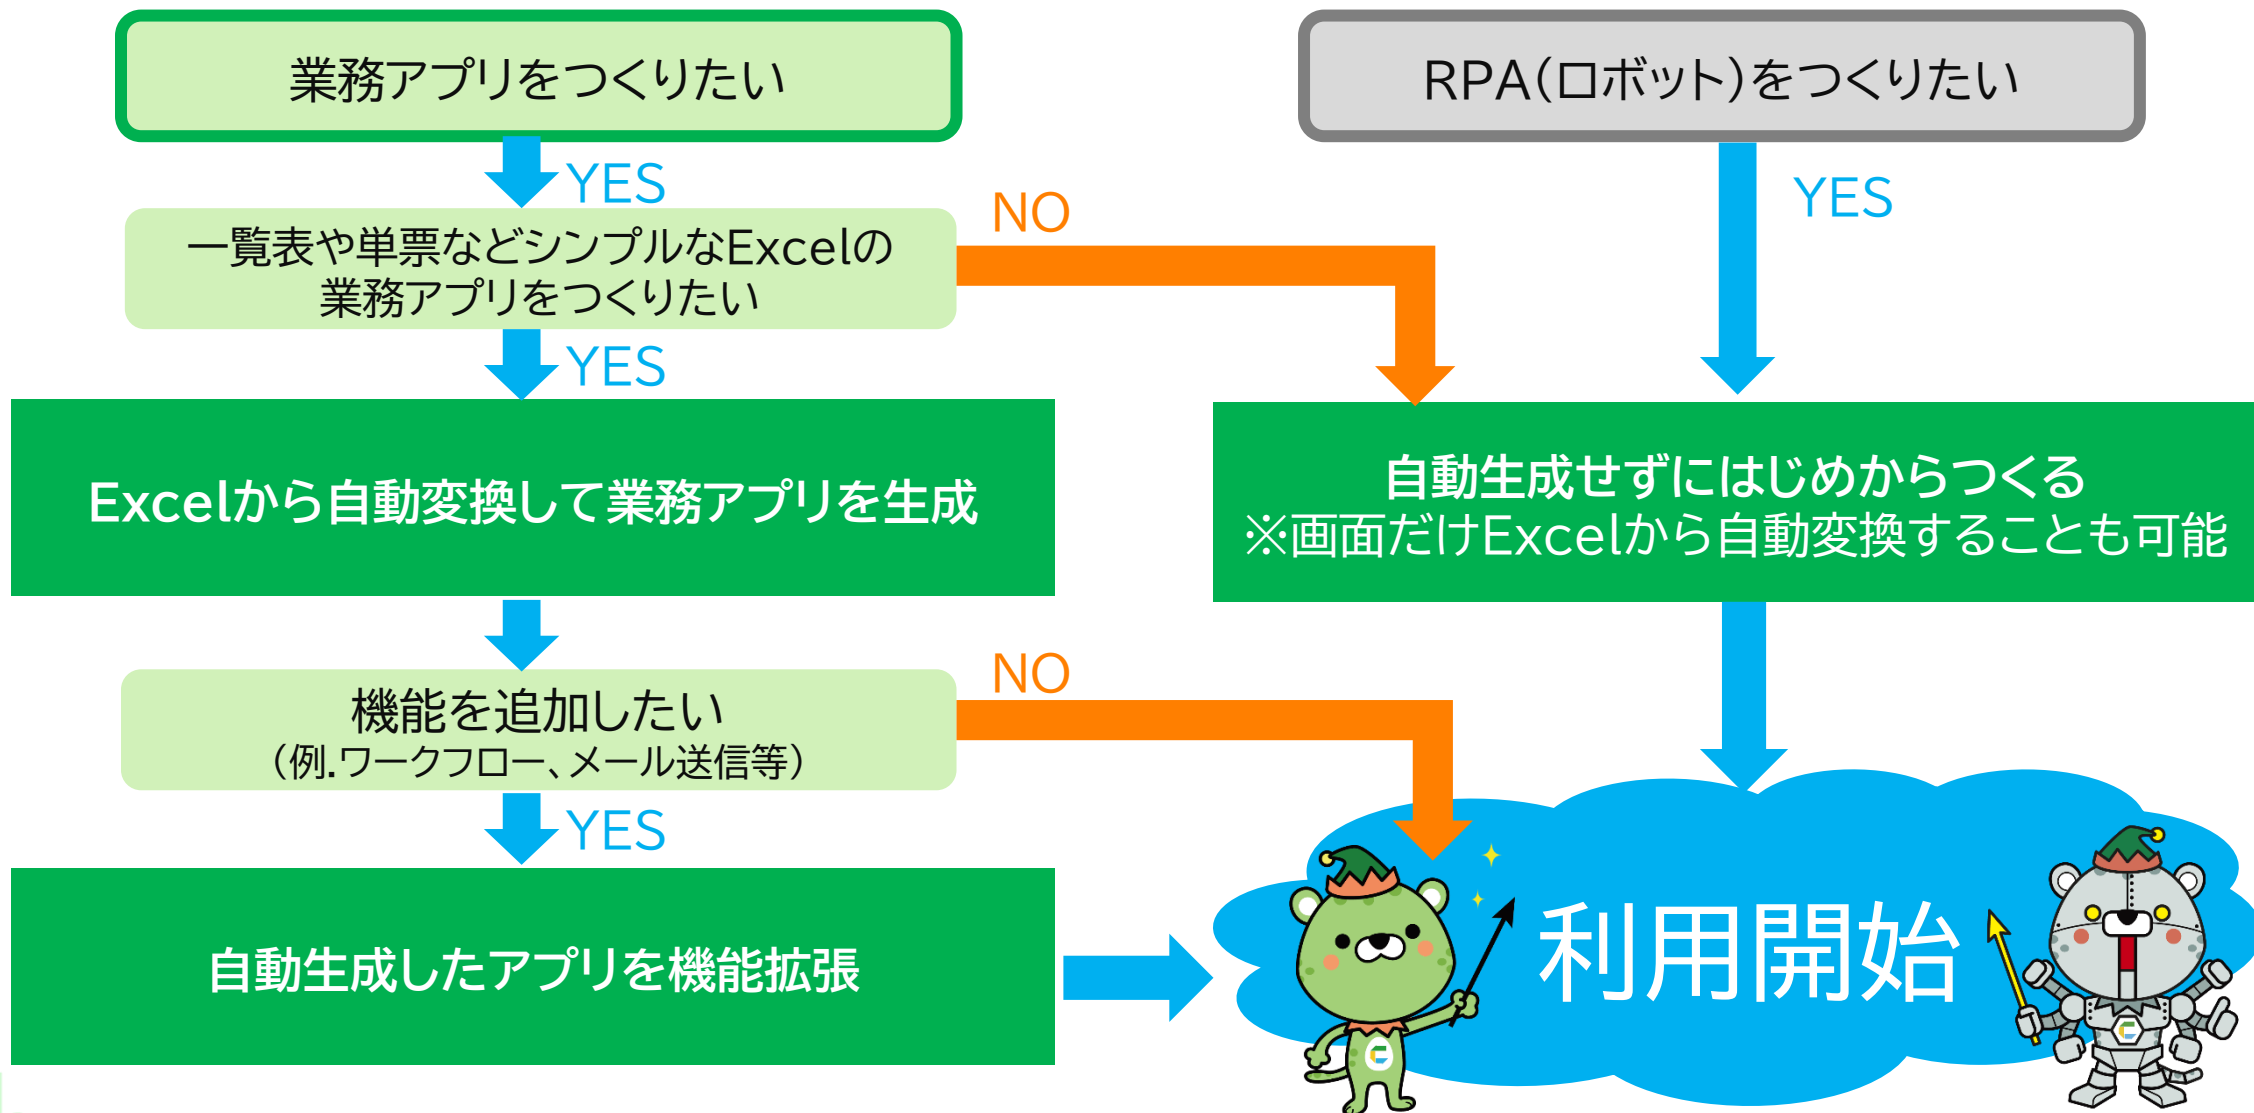 業務アプリをつくりたい
RPA(ロボット)をつくりたい
YES
NO
YES
一覧表や単票などシンプルなExcelの
業務アプリをつくりたい
YES
Excelから自動変換して業務アプリを生成
自動生成せずにはじめからつくる
※画面だけExcelから自動変換することも可能
NO
機能を追加したい
(例.ワークフロー、メール送信等)
YES
自動生成したアプリを機能拡張
利用開始